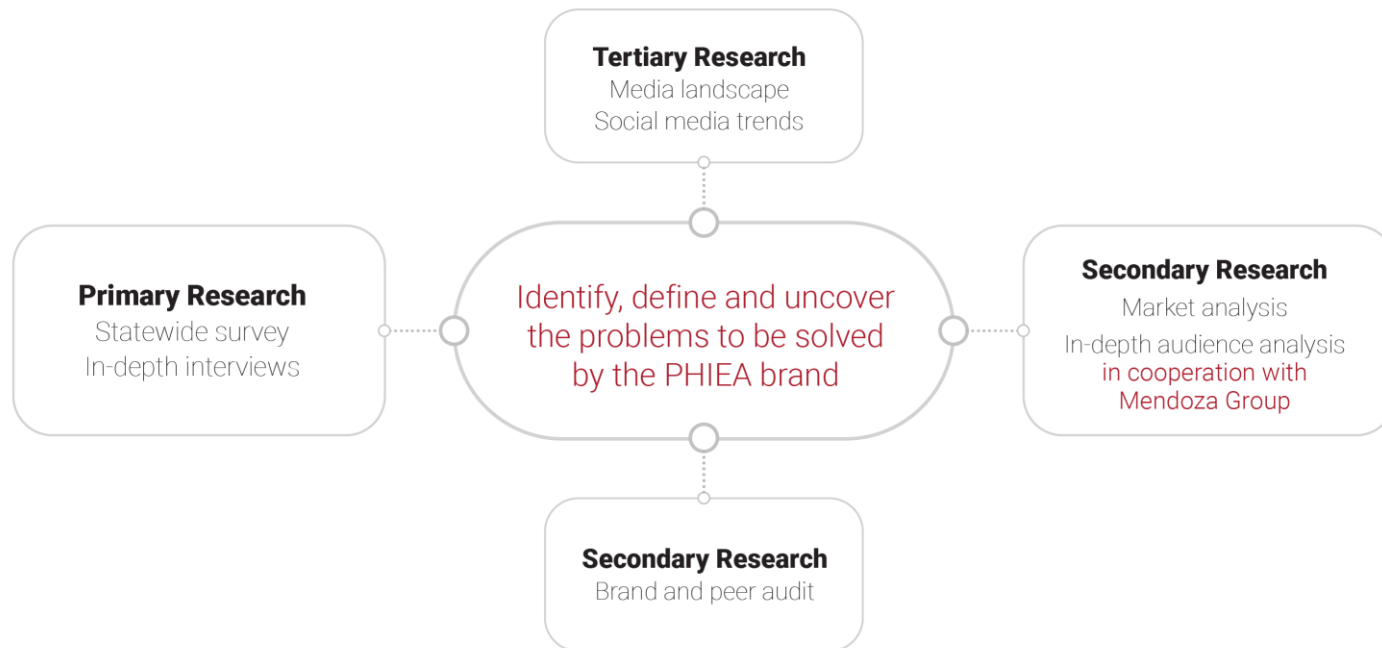 Tertiary Research
Media landscape
Social media trends
Primary Research
Statewide survey
In-depth interviews
Identify, define and uncover
the problems to be solved
by the PHIEA brand
Secondary Research
Market analysis
In-depth audience analysis
in cooperation with
Mendoza Group
Secondary Research
Brand and peer audit